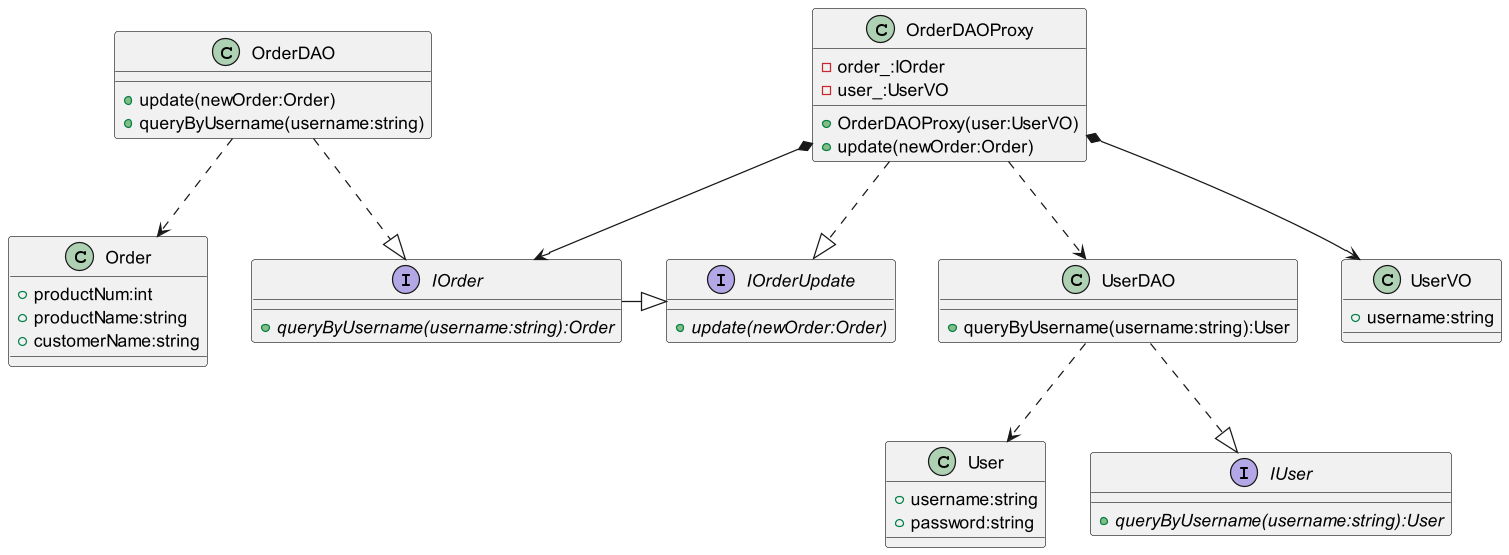 C OrderDAO
update(newOrder:Order)
queryByUsername(username:string)
C OrderDAOProxy
order_:IOrder
user_:UserVO
OrderDAOProxy(user:UserVO)
update(newOrder:Order)
C Order
productNum:int
productName:string
customerName:string
I IOrder
queryByUsername(username:string):Order
I IOrderUpdate
update(newOrder:Order)
C UserDAO
queryByUsername(username:string):User
C UserVO
username:string
C User
username:string
password:string
I IUser
queryByUsername(username:string):User